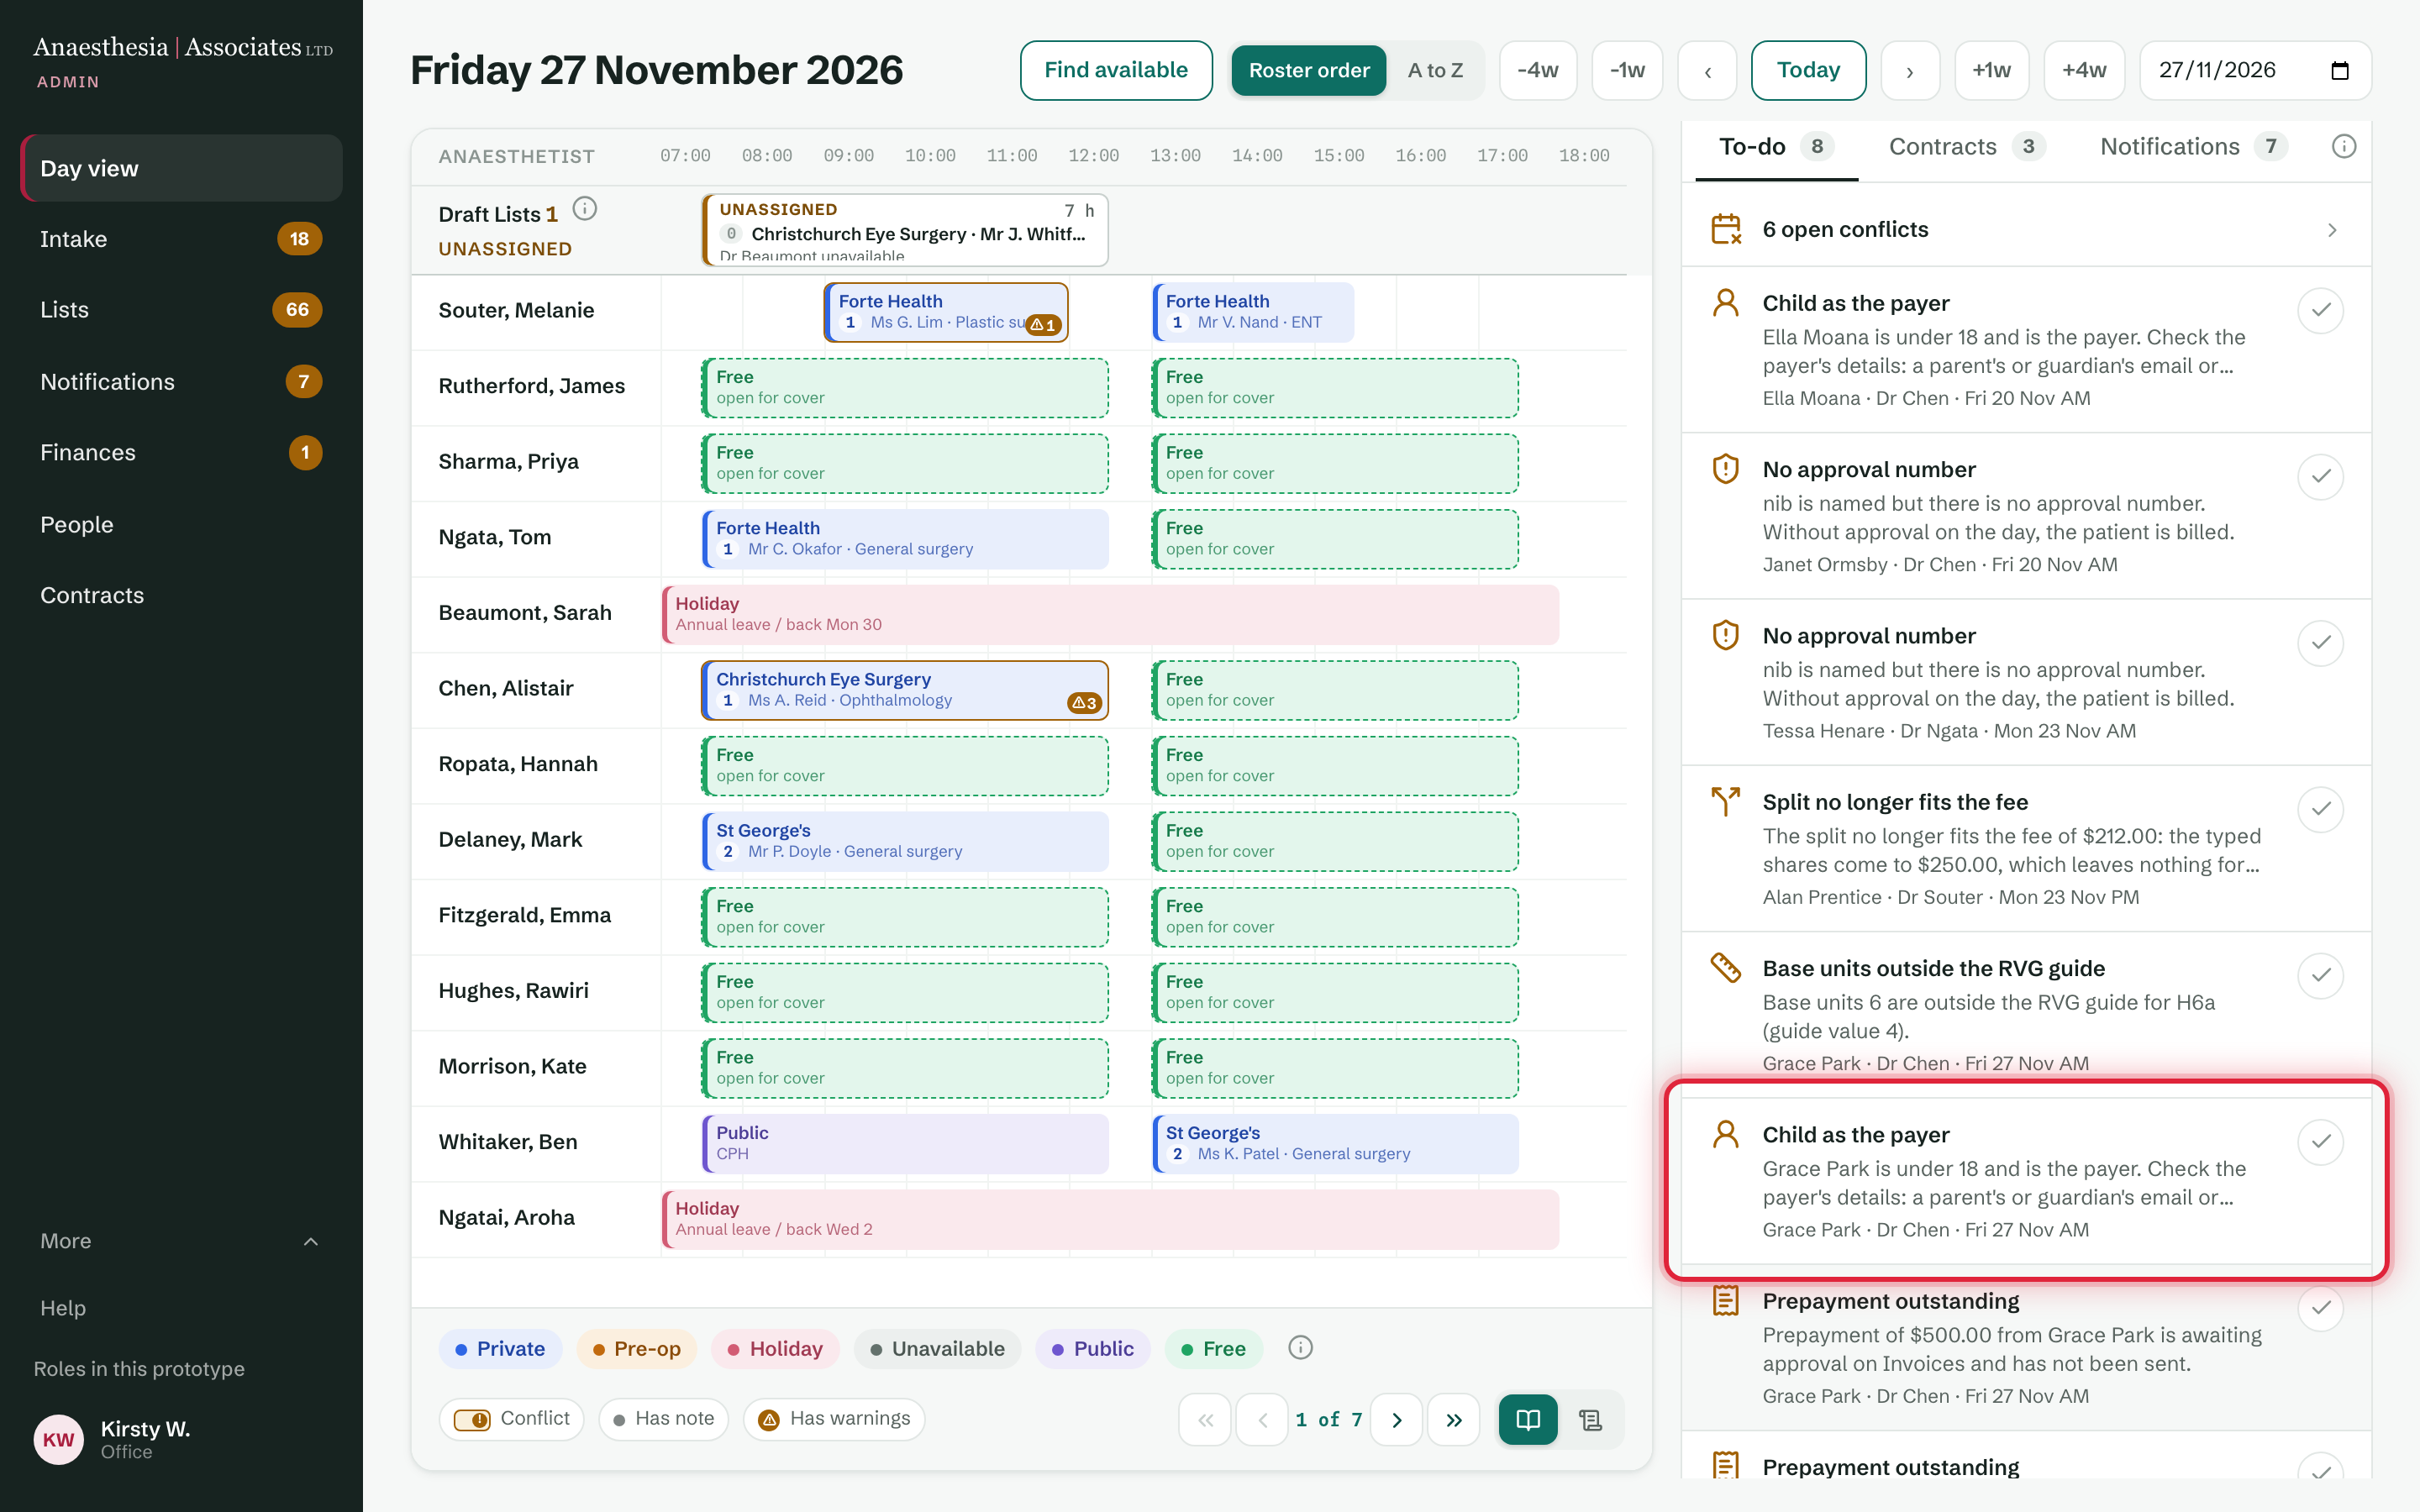 Anaesthesia | Associates LTD
ADMIN
Day view
Intake 18
Lists 66
Notifications 7
Finances 1
People
Contracts
More
Help
Roles in this prototype
KW
Kirsty W.
Office
Friday 27 November 2026
Find available
Roster order
A to Z
-4w
-1w
‹
Today
›
+1w
+4w
27/11/2026
ANAESTHETIST 07:00 08:00 09:00 10:00 11:00 12:00 13:00 14:00 15:00 16:00 17:00 18:00
Draft Lists 1
UNASSIGNED
UNASSIGNED 7 h
0 Christchurch Eye Surgery · Mr J. Whitf...
Dr Beaumont unavailable
Souter, Melanie
Forte Health
1 Ms G. Lim · Plastic su
1
Forte Health
1 Mr V. Nand · ENT
Rutherford, James
Free
open for cover
Free
open for cover
Sharma, Priya
Free
open for cover
Free
open for cover
Ngata, Tom
Forte Health
1 Mr C. Okafor · General surgery
Free
open for cover
Beaumont, Sarah
Holiday
Annual leave / back Mon 30
Chen, Alistair
Christchurch Eye Surgery
1 Ms A. Reid · Ophthalmology
3
Free
open for cover
Ropata, Hannah
Free
open for cover
Free
open for cover
Delaney, Mark
St George's
2 Mr P. Doyle · General surgery
Free
open for cover
Fitzgerald, Emma
Free
open for cover
Free
open for cover
Hughes, Rawiri
Free
open for cover
Free
open for cover
Morrison, Kate
Free
open for cover
Free
open for cover
Whitaker, Ben
Public
CPH
St George's
2 Ms K. Patel · General surgery
Ngatai, Aroha
Holiday
Annual leave / back Wed 2
Private
Pre-op
Holiday
Unavailable
Public
Free
Conflict
Has note
Has warnings
« ‹ 1 of 7 › »
To-do 8
Contracts 3
Notifications 7
6 open conflicts
Child as the payer
Ella Moana is under 18 and is the payer. Check the
payer's details: a parent's or guardian's email or...
Ella Moana · Dr Chen · Fri 20 Nov AM
No approval number
nib is named but there is no approval number.
Without approval on the day, the patient is billed.
Janet Ormsby · Dr Chen · Fri 20 Nov AM
No approval number
nib is named but there is no approval number.
Without approval on the day, the patient is billed.
Tessa Henare · Dr Ngata · Mon 23 Nov AM
Split no longer fits the fee
The split no longer fits the fee of $212.00: the typed
shares come to $250.00, which leaves nothing for...
Alan Prentice · Dr Souter · Mon 23 Nov PM
Base units outside the RVG guide
Base units 6 are outside the RVG guide for H6a
(guide value 4).
Grace Park · Dr Chen · Fri 27 Nov AM
Child as the payer
Grace Park is under 18 and is the payer. Check the
payer's details: a parent's or guardian's email or...
Grace Park · Dr Chen · Fri 27 Nov AM
Prepayment outstanding
Prepayment of $500.00 from Grace Park is awaiting
approval on Invoices and has not been sent.
Grace Park · Dr Chen · Fri 27 Nov AM
Prepayment outstanding